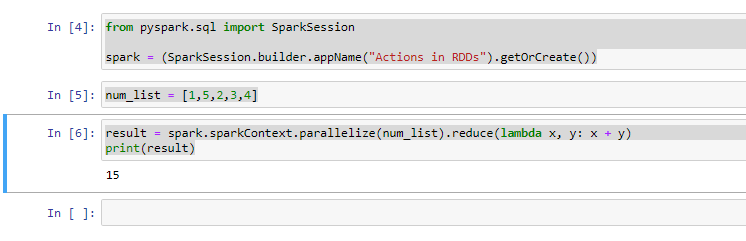 In [4]: from pyspark.sql import SparkSession
spark = (SparkSession.builder.appName("Actions in RDDs").getOrCreate())
In [5]: num_list = [1,5,2,3,4]
In [6]: result = spark.sparkContext.parallelize(num_list).reduce(lambda x, y: x + y)
print(result)
15
In [ ]: